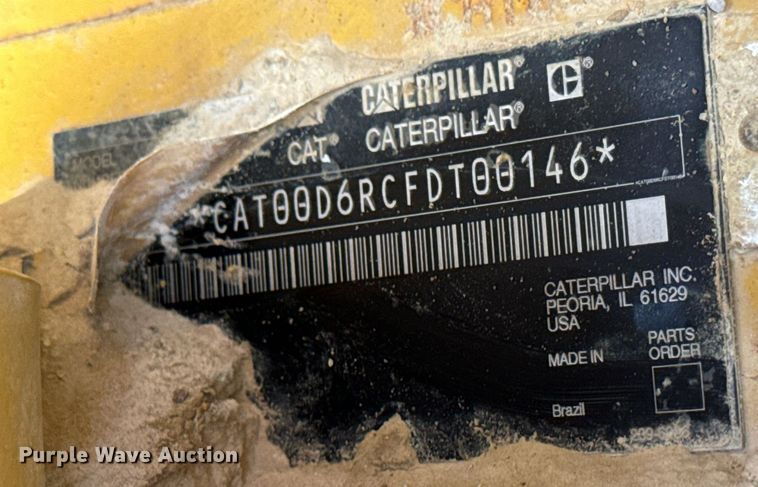 CATERPILLAR®
CAT® CATERPILLAR®
MODEL
*CAT00D6RCFDT00146*
CATERPILLAR INC.
PEORIA, IL 61629
USA
MADE IN
PARTS
ORDER
Brazil
Purple Wave Auction